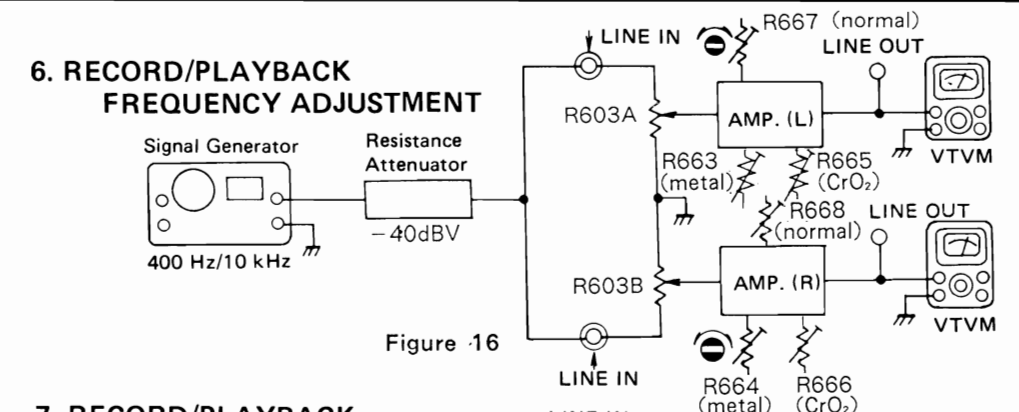 6. RECORD/PLAYBACK
FREQUENCY ADJUSTMENT
Signal Generator
400 Hz/10 kHz
Resistance
Attenuator
−40dBV
LINE IN
R603A
R667 (normal)
LINE OUT
AMP. (L)
VTVM
R663
(metal)
R665
(CrO₂)
R668
(normal)
LINE OUT
R603B
AMP. (R)
VTVM
LINE IN
R664
(metal)
R666
(CrO₂)
Figure 16
7. RECORD/PLAYBACK
LINE IN